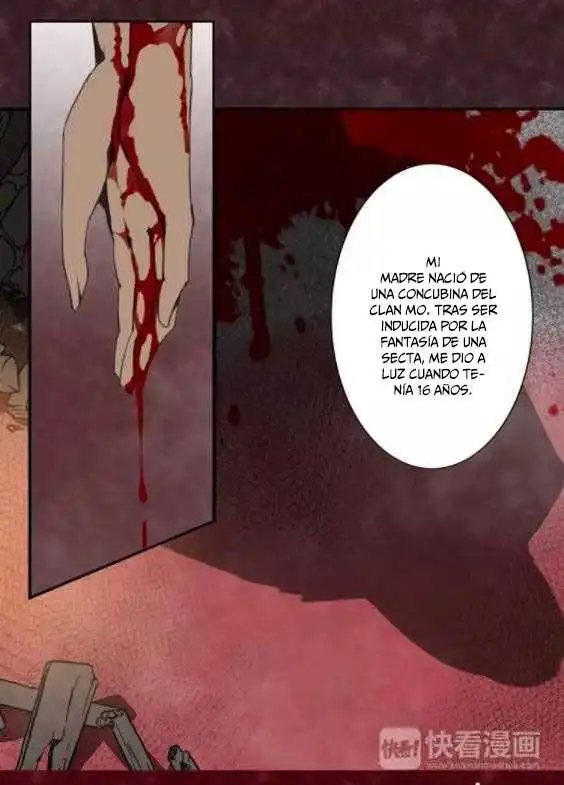 MI
MADRE NACIÓ DE
UNA CONCUBINA DEL
CLAN MO. TRAS SER
INDUCIDA POR LA
FANTASÍA DE UNA
SECTA, ME DIO A
LUZ CUANDO TE-
NÍA 16 AÑOS.
快看! 快看漫画